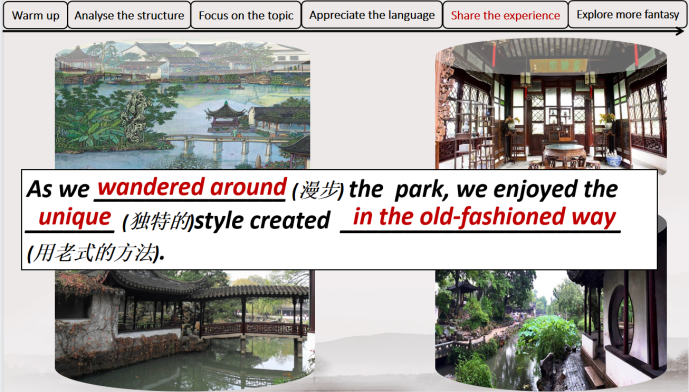 Warm up Analyse the structure Focus on the topic Appreciate the language Share the experience Explore more fantasy
As we wandered around (漫步) the park, we enjoyed the
unique (独特的)style created in the old-fashioned way
(用老式的方法).